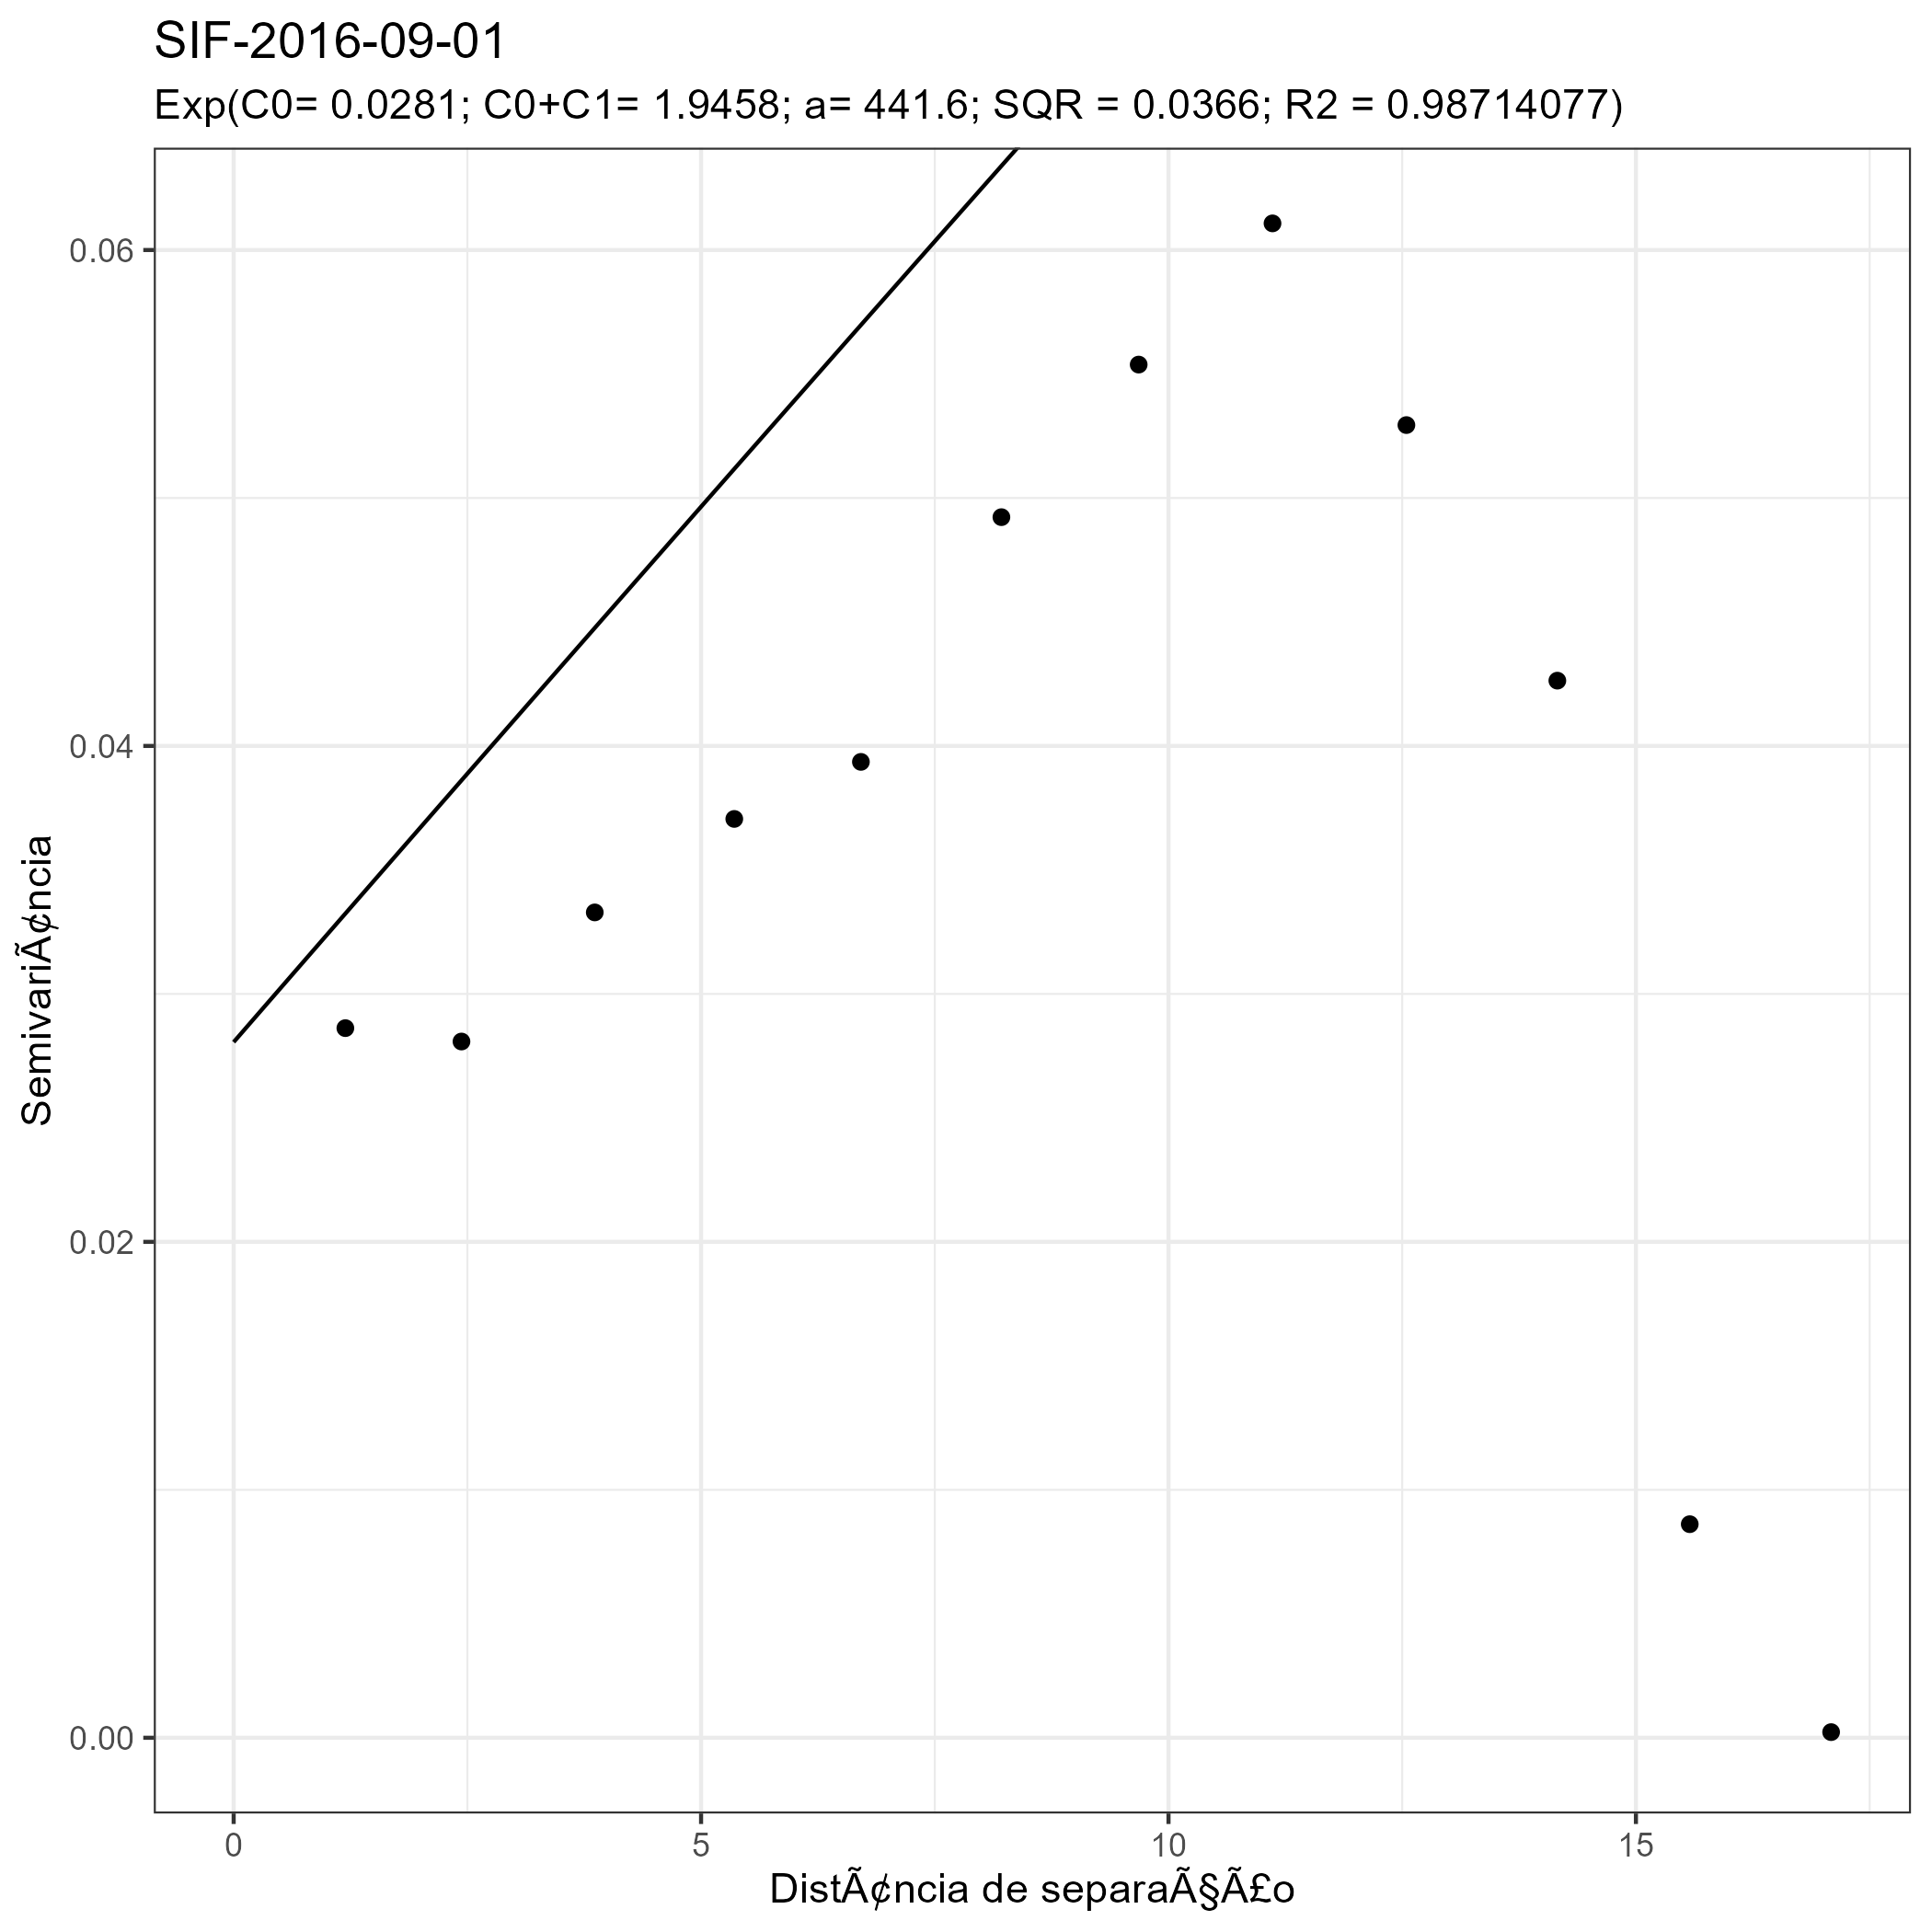 SIF-2016-09-01
Exp(C0= 0.0281; C0+C1= 1.9458; a= 441.6; SQR = 0.0366; R2 = 0.98714077)
0.06
0.04
0.02
0.00
SemivariÃ¢ncia
0 5 10 15
DistÃ¢ncia de separaÃ§Ã£o